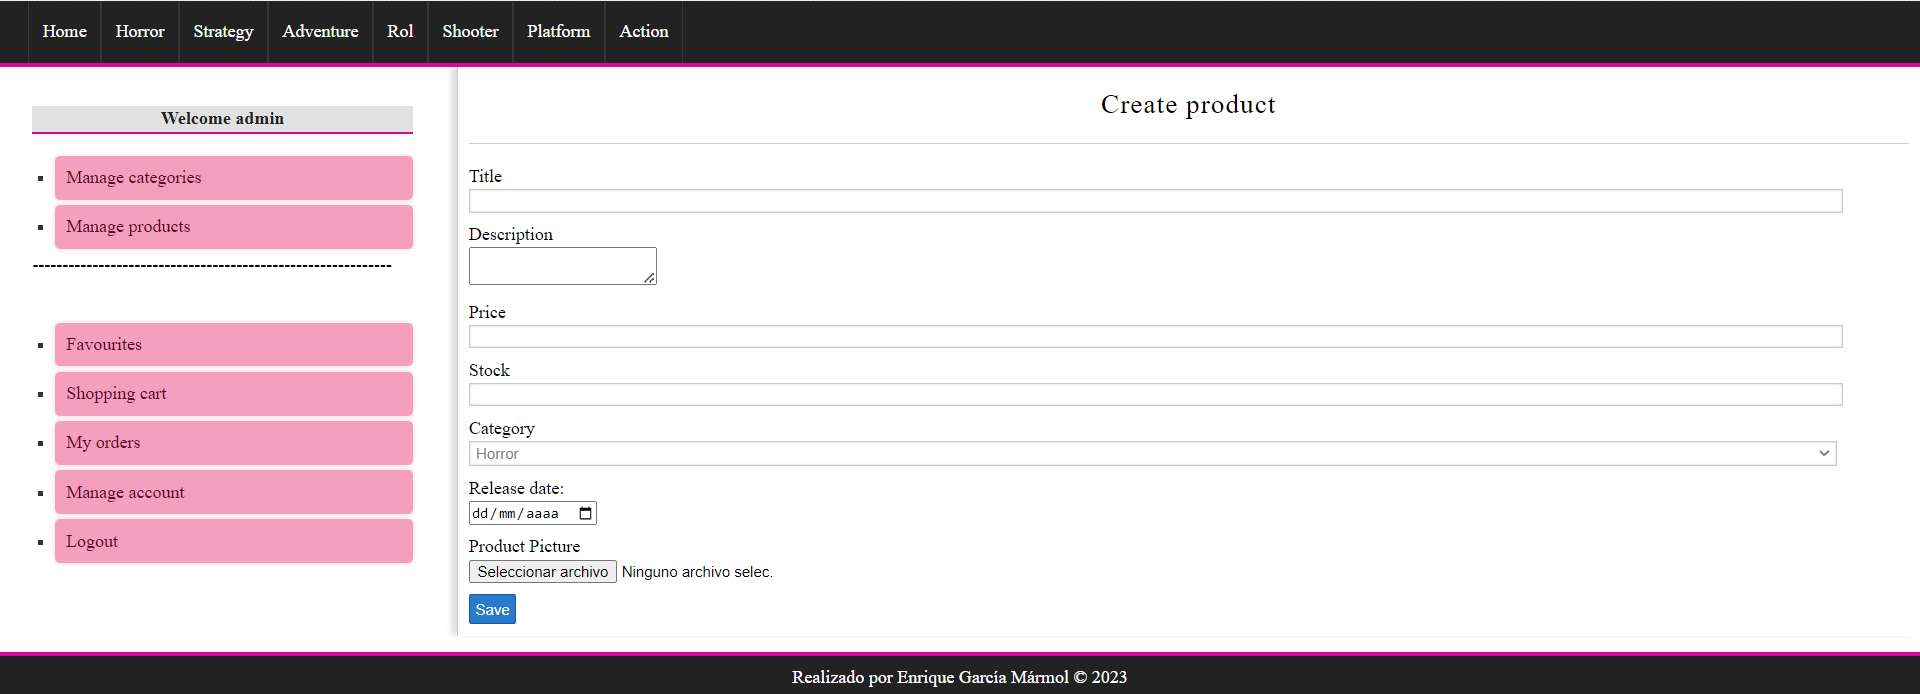 Home Horror Strategy Adventure Rol Shooter Platform Action
Welcome admin
Manage categories
Manage products
------------------------------------------------------------
Favourites
Shopping cart
My orders
Manage account
Logout
Create product
Title
Description
Price
Stock
Category
Horror
Release date:
dd/mm/aaaa
Product Picture
Seleccionar archivo Ninguno archivo selec.
Save
Realizado por Enrique García Mármol © 2023